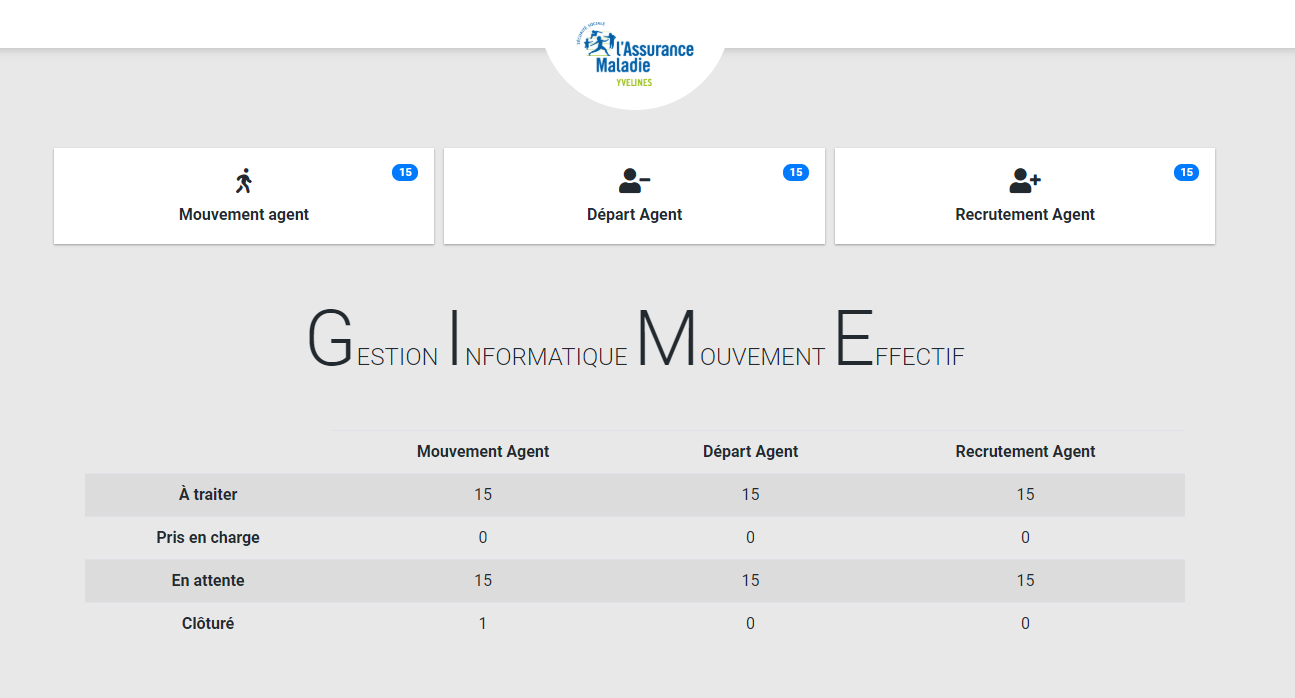 SÉCURITÉ SOCIALE
l'Assurance
Maladie
YVELINES
15
Mouvement agent
15
Départ Agent
15
Recrutement Agent
GESTION INFORMATIQUE MOUVEMENT EFFECTIF
Mouvement Agent Départ Agent Recrutement Agent
À traiter 15 15 15
Pris en charge 0 0 0
En attente 15 15 15
Clôturé 1 0 0